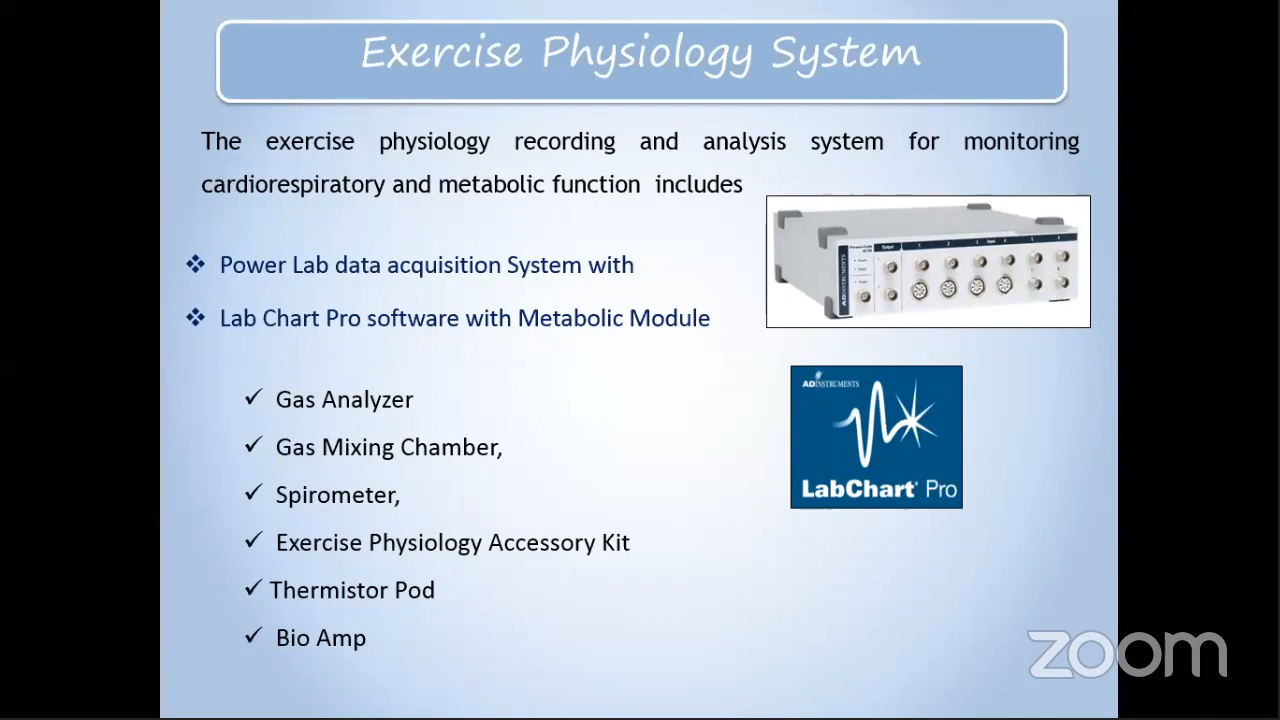 Exercise Physiology System
The exercise physiology recording and analysis system for monitoring
cardiorespiratory and metabolic function includes
❖ Power Lab data acquisition System with
❖ Lab Chart Pro software with Metabolic Module
✓ Gas Analyzer
✓ Gas Mixing Chamber,
✓ Spirometer,
✓ Exercise Physiology Accessory Kit
✓ Thermistor Pod
✓ Bio Amp
ADINSTRUMENTS
ADINSTRUMENTS
LabChart® Pro
zoom